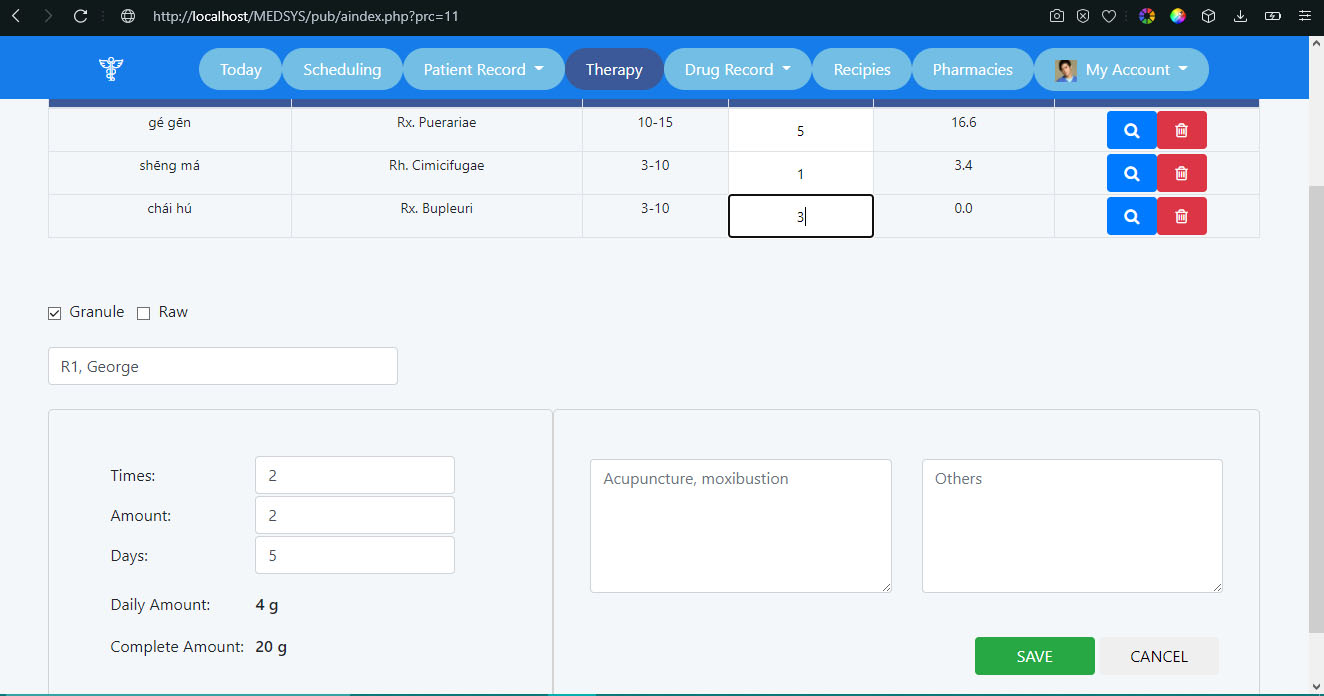 http://localhost/MEDSYS/pub/aindex.php?prc=11
Today Scheduling Patient Record Therapy Drug Record Recipies Pharmacies My Account
gé gēn Rx. Puerariae 10-15 5 16.6
shēng má Rh. Cimicifugae 3-10 1 3.4
chái hú Rx. Bupleuri 3-10 3 0.0
Granule Raw
R1, George
Times: 2
Amount: 2
Days: 5
Daily Amount: 4 g
Complete Amount: 20 g
Acupuncture, moxibustion
Others
SAVE CANCEL